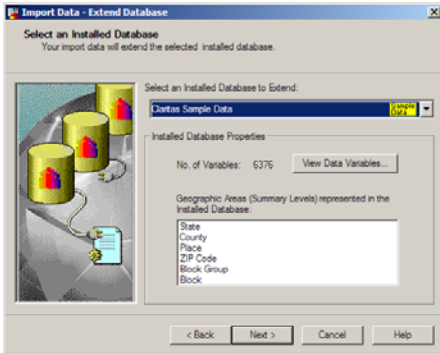 Import Data - Extend Database
Select an Installed Database
Your import data will extend the selected installed database.
Select an Installed Database to Extend:
Claritas Sample Data
Sample
Data
Installed Database Properties
No. of Variables: 6376
View Data Variables...
Geographic Areas (Summary Levels) represented in the
Installed Database:
State
County
Place
ZIP Code
Block Group
Block
< Back
Next >
Cancel
Help